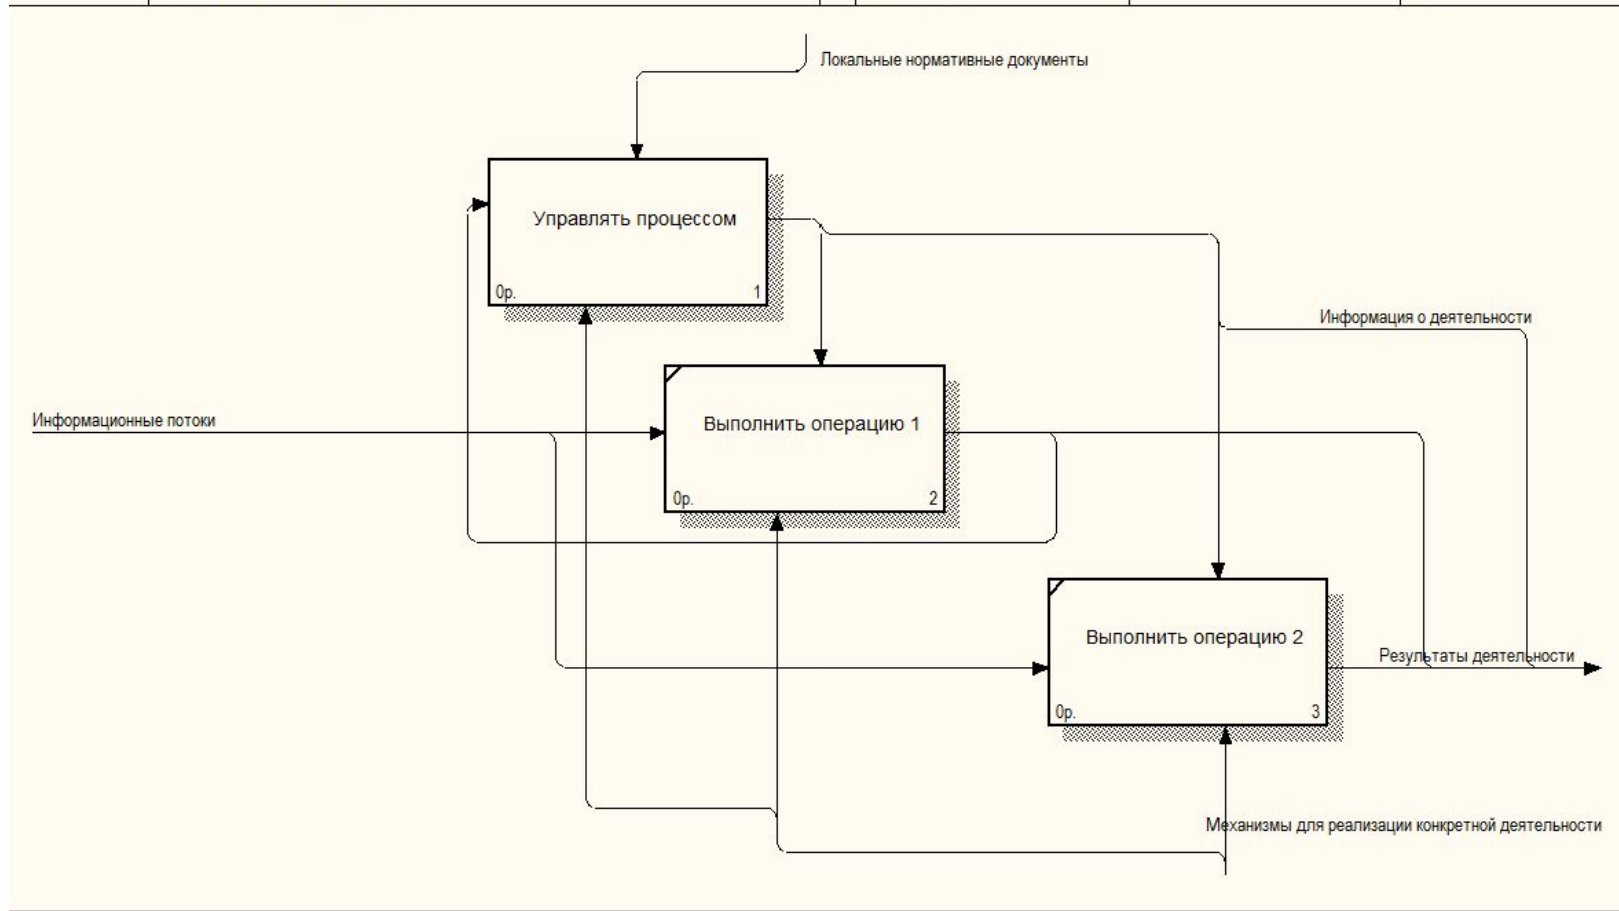 Локальные нормативные документы
Управлять процессом
0р. 1
Информация о деятельности
Информационные потоки
Выполнить операцию 1
0р. 2
Выполнить операцию 2
Результаты деятельности
0р. 3
Механизмы для реализации конкретной деятельности